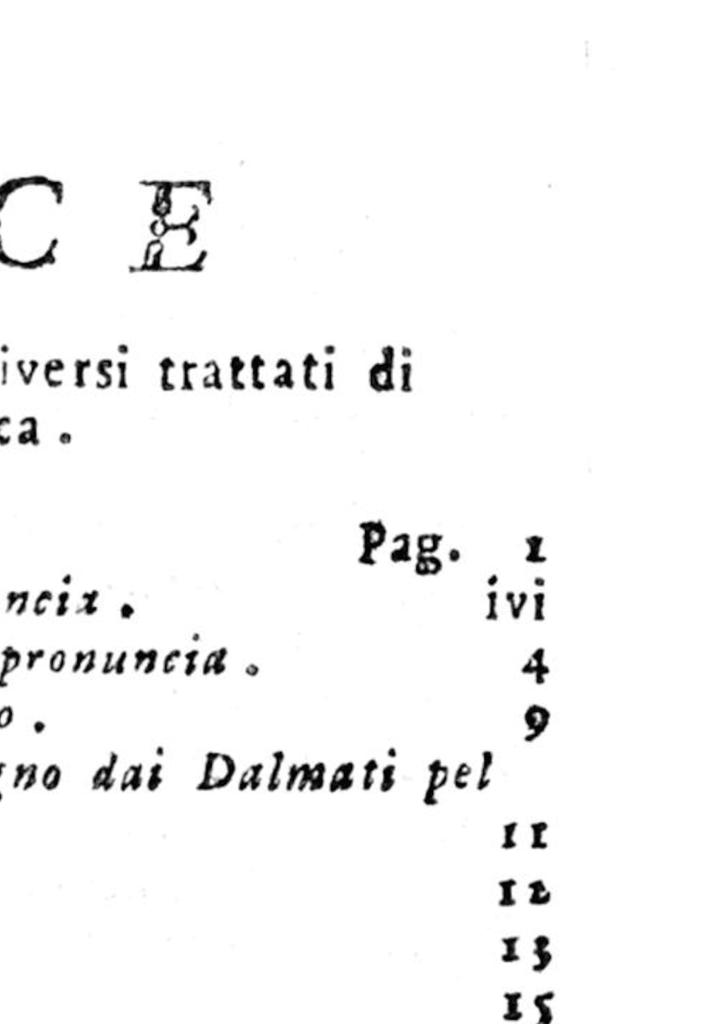 C E
iversi trattati di
ca .
Pag. 1
ncia . ivi
pronuncia . 4
o . 9
gno dai Dalmati pel
11
12
13
15